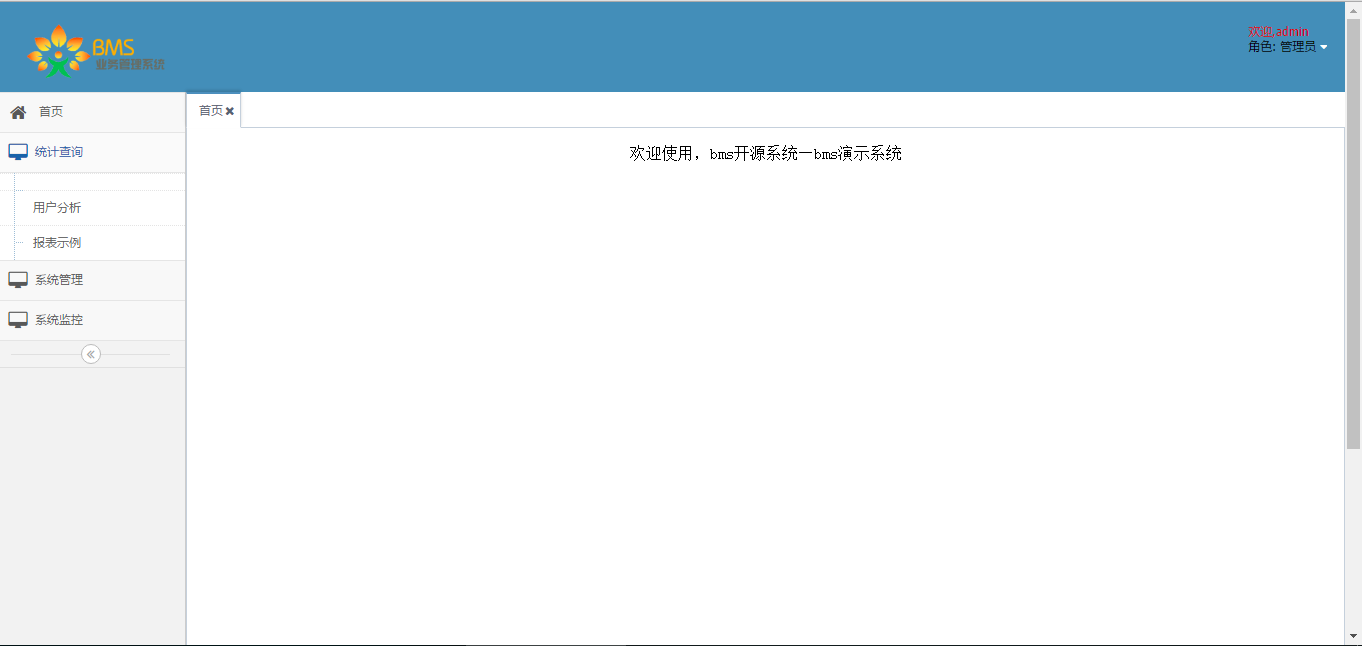 BMS
业务管理系统
欢迎,admin
角色: 管理员
首页
统计查询
用户分析
报表示例
系统管理
系统监控
首页
欢迎使用，bms开源系统一bms演示系统